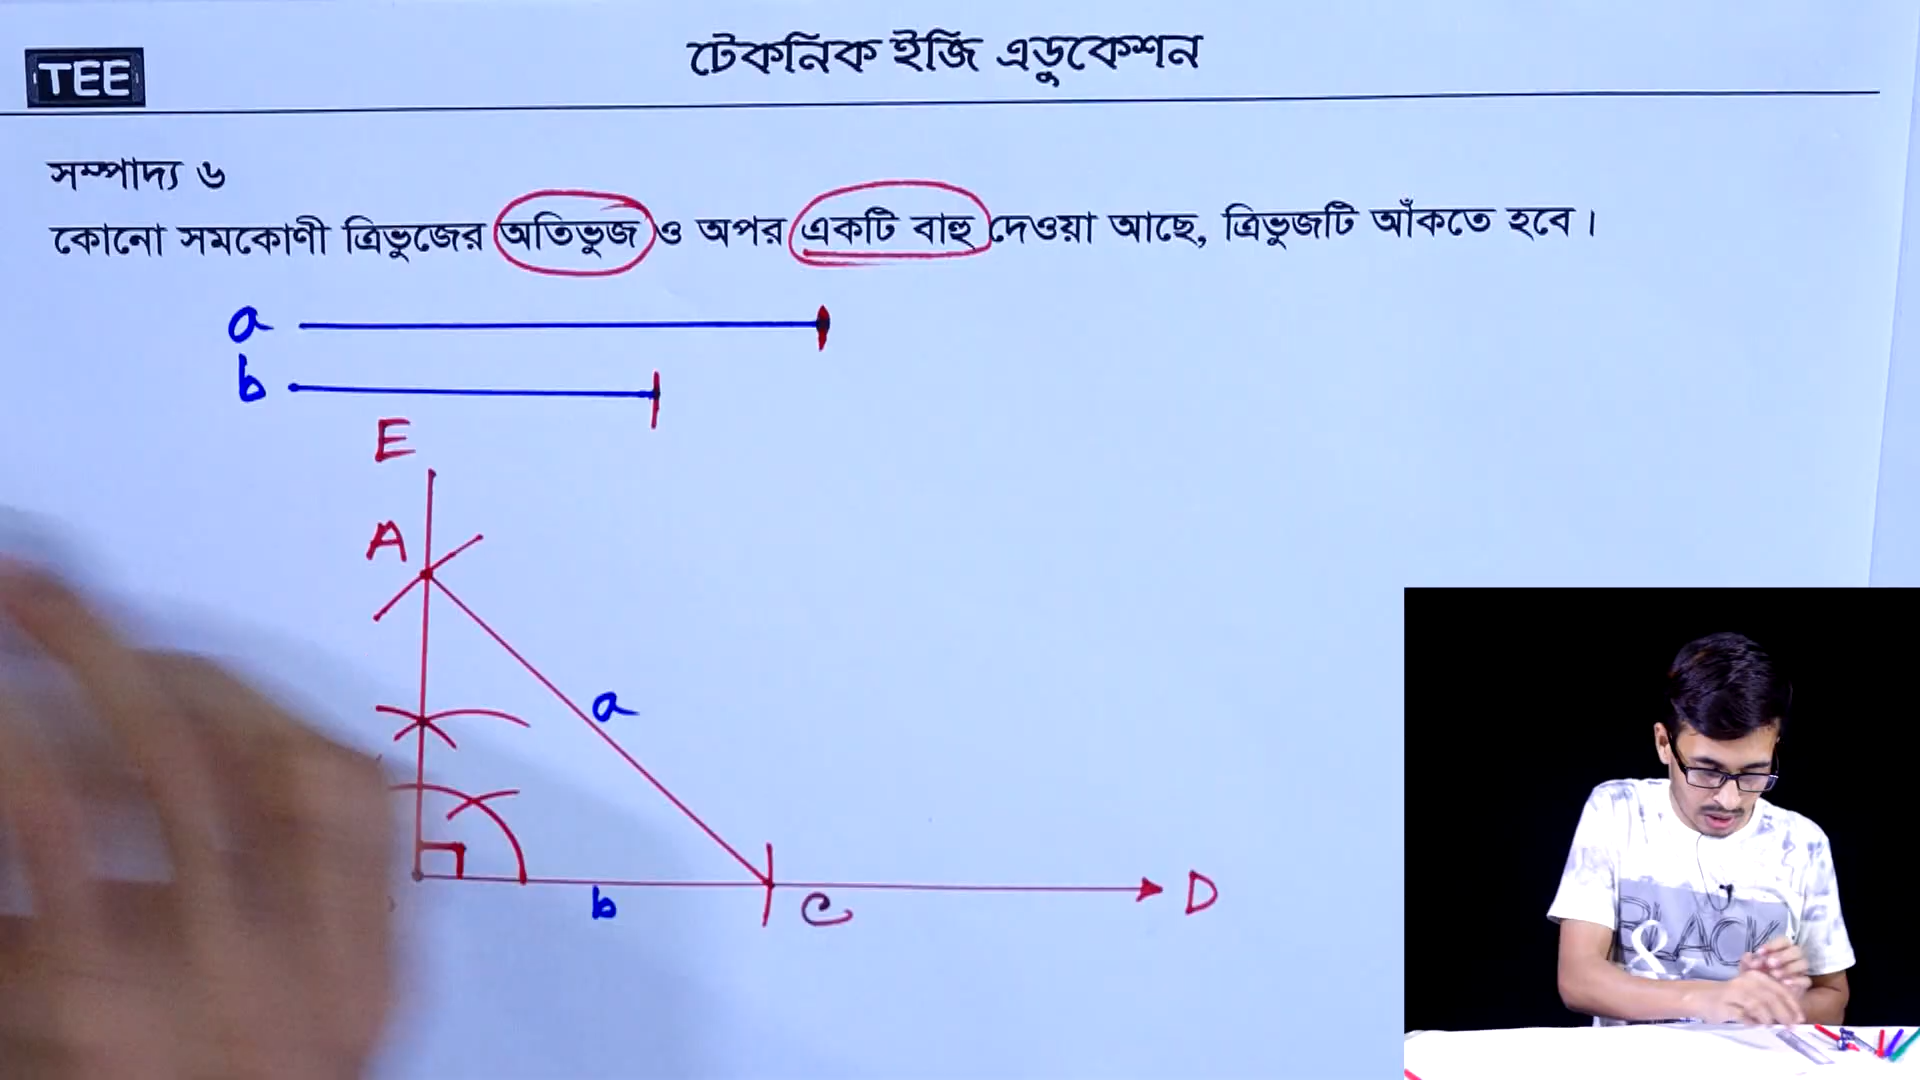 টেকনিক ইজি এডুকেশন
TEE
সম্পাদ্য ৬
কোনো সমকোণী ত্রিভুজের অতিভুজ ও অপর একটি বাহু দেওয়া আছে, ত্রিভুজটি আঁকতে হবে।
a
b
E
A
a
b
C
D
BLACK
&